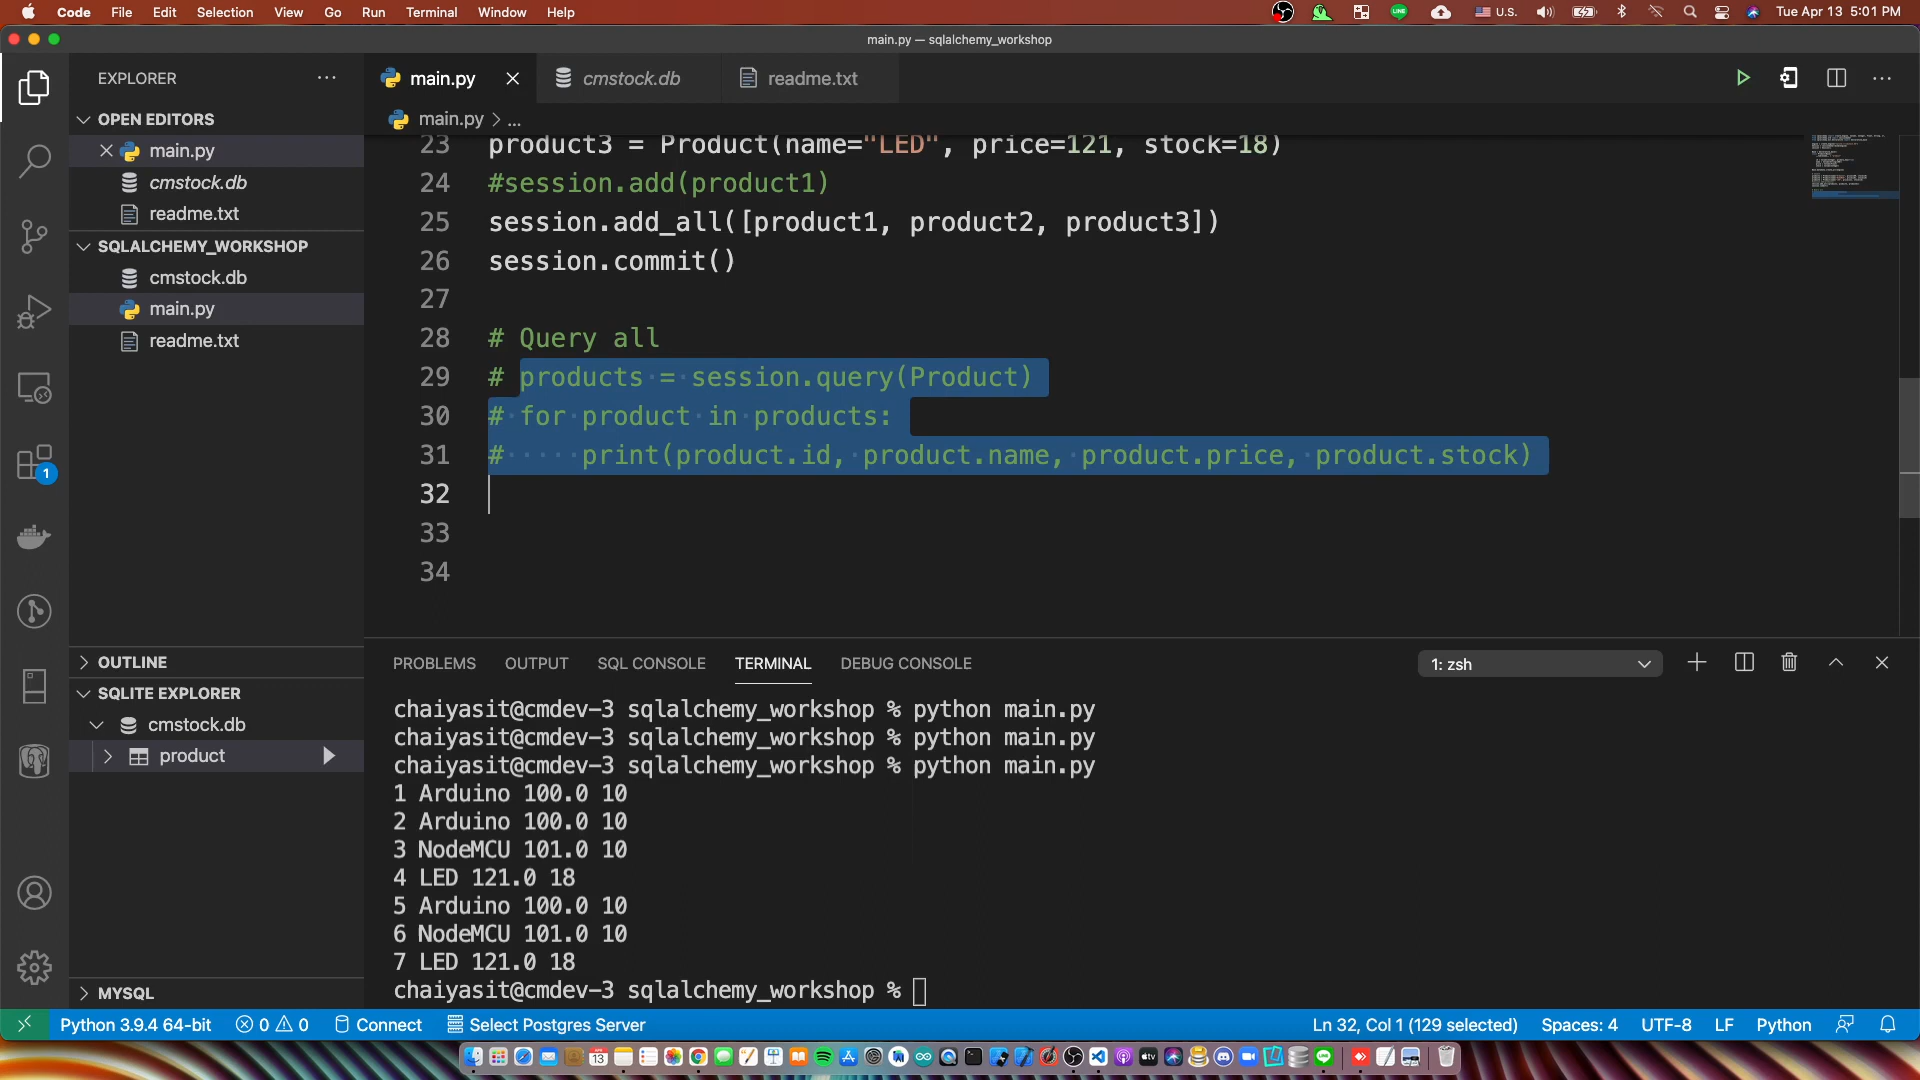 Code File Edit Selection View Go Run Terminal Window Help
LINE U.S. Tue Apr 13 5:01 PM
main.py — sqlalchemy_workshop
EXPLORER
OPEN EDITORS
main.py
cmstock.db
readme.txt
SQLALCHEMY_WORKSHOP
cmstock.db
main.py
readme.txt
1
OUTLINE
SQLITE EXPLORER
cmstock.db
product
MYSQL
main.py cmstock.db readme.txt
main.py > ...
23 product3 = Product(name="LED", price=121, stock=18)
24 #session.add(product1)
25 session.add_all([product1, product2, product3])
26 session.commit()
27
28 # Query all
29 # products = session.query(Product)
30 # for product in products:
31 #     print(product.id, product.name, product.price, product.stock)
32
33
34
PROBLEMS OUTPUT SQL CONSOLE TERMINAL DEBUG CONSOLE 1: zsh
chaiyasit@cmdev-3 sqlalchemy_workshop % python main.py
chaiyasit@cmdev-3 sqlalchemy_workshop % python main.py
chaiyasit@cmdev-3 sqlalchemy_workshop % python main.py
1 Arduino 100.0 10
2 Arduino 100.0 10
3 NodeMCU 101.0 10
4 LED 121.0 18
5 Arduino 100.0 10
6 NodeMCU 101.0 10
7 LED 121.0 18
chaiyasit@cmdev-3 sqlalchemy_workshop %
Python 3.9.4 64-bit 0 0 Connect Select Postgres Server Ln 32, Col 1 (129 selected) Spaces: 4 UTF-8 LF Python
13